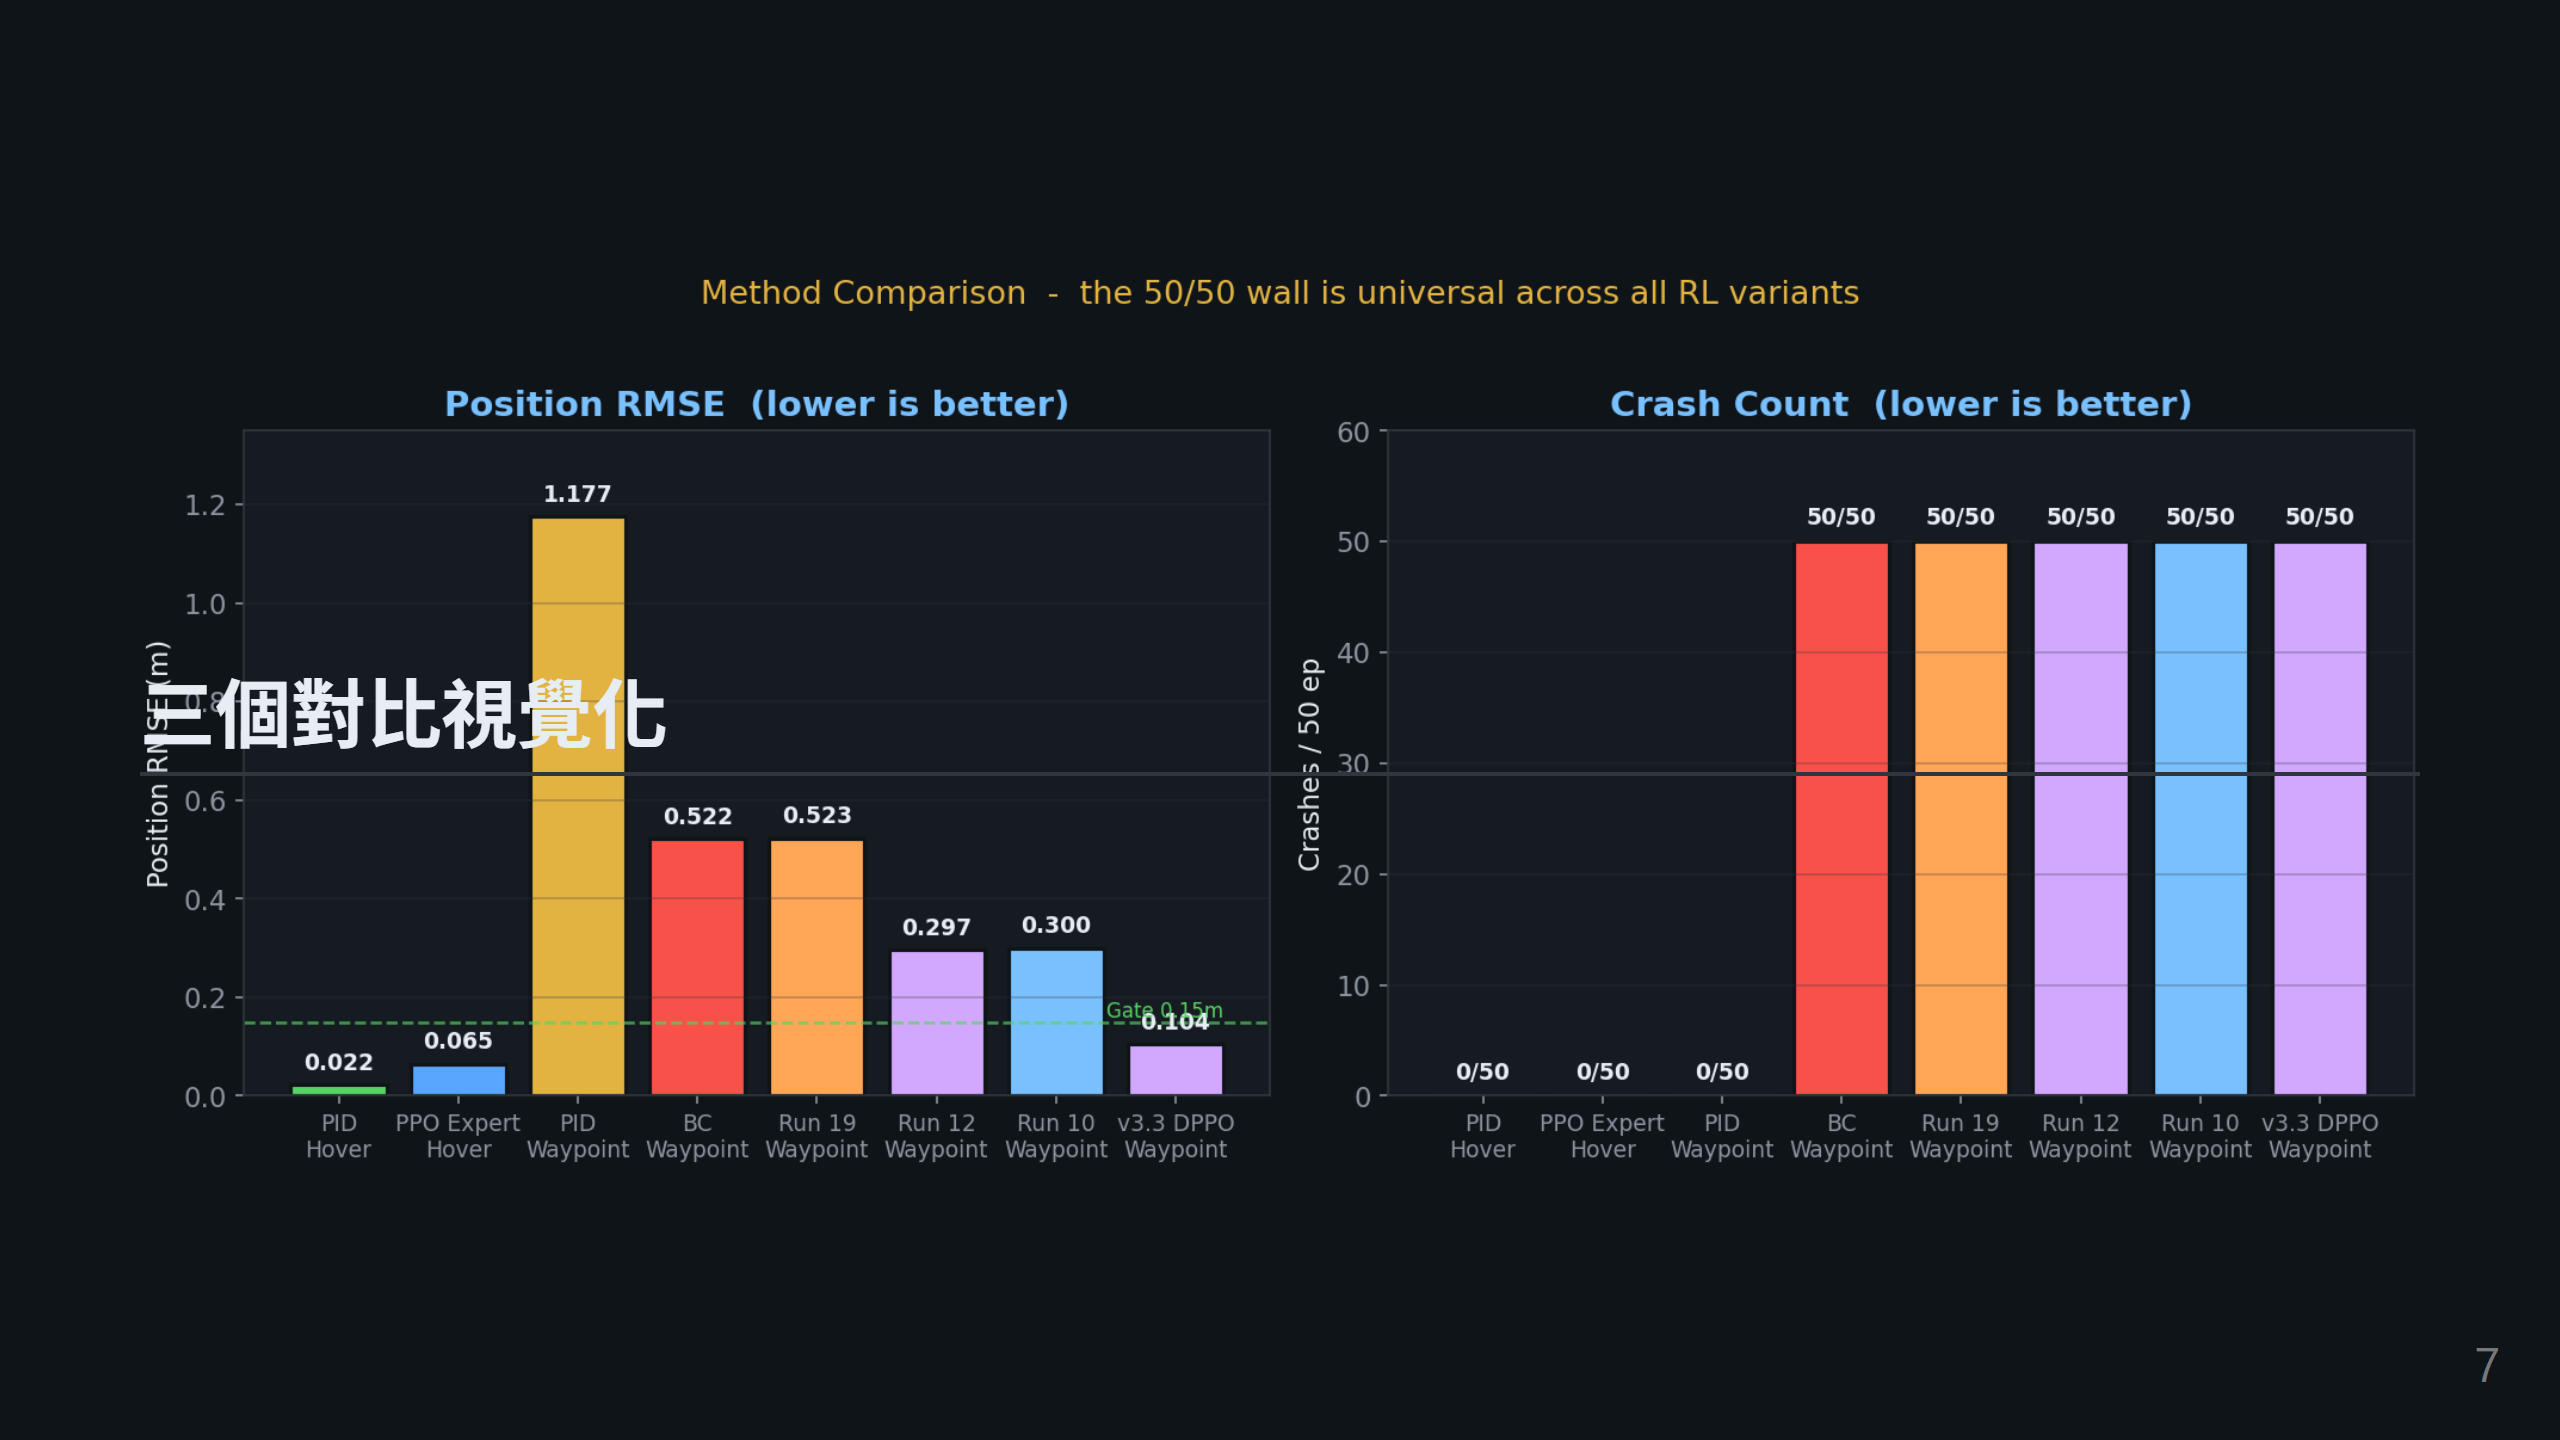 Method Comparison - the 50/50 wall is universal across all RL variants
三個對比視覺化
Position RMSE (lower is better)
Position RMSE (m)
1.2
1.0
0.8
0.6
0.4
0.2
0.0
0.022
0.065
1.177
0.522
0.523
0.297
0.300
0.104
Gate 0.15m
PID
Hover
PPO Expert
Hover
PID
Waypoint
BC
Waypoint
Run 19
Waypoint
Run 12
Waypoint
Run 10
Waypoint
v3.3 DPPO
Waypoint
Crash Count (lower is better)
Crashes / 50 ep
60
50
40
30
20
10
0
0/50
0/50
0/50
50/50
50/50
50/50
50/50
50/50
PID
Hover
PPO Expert
Hover
PID
Waypoint
BC
Waypoint
Run 19
Waypoint
Run 12
Waypoint
Run 10
Waypoint
v3.3 DPPO
Waypoint
7